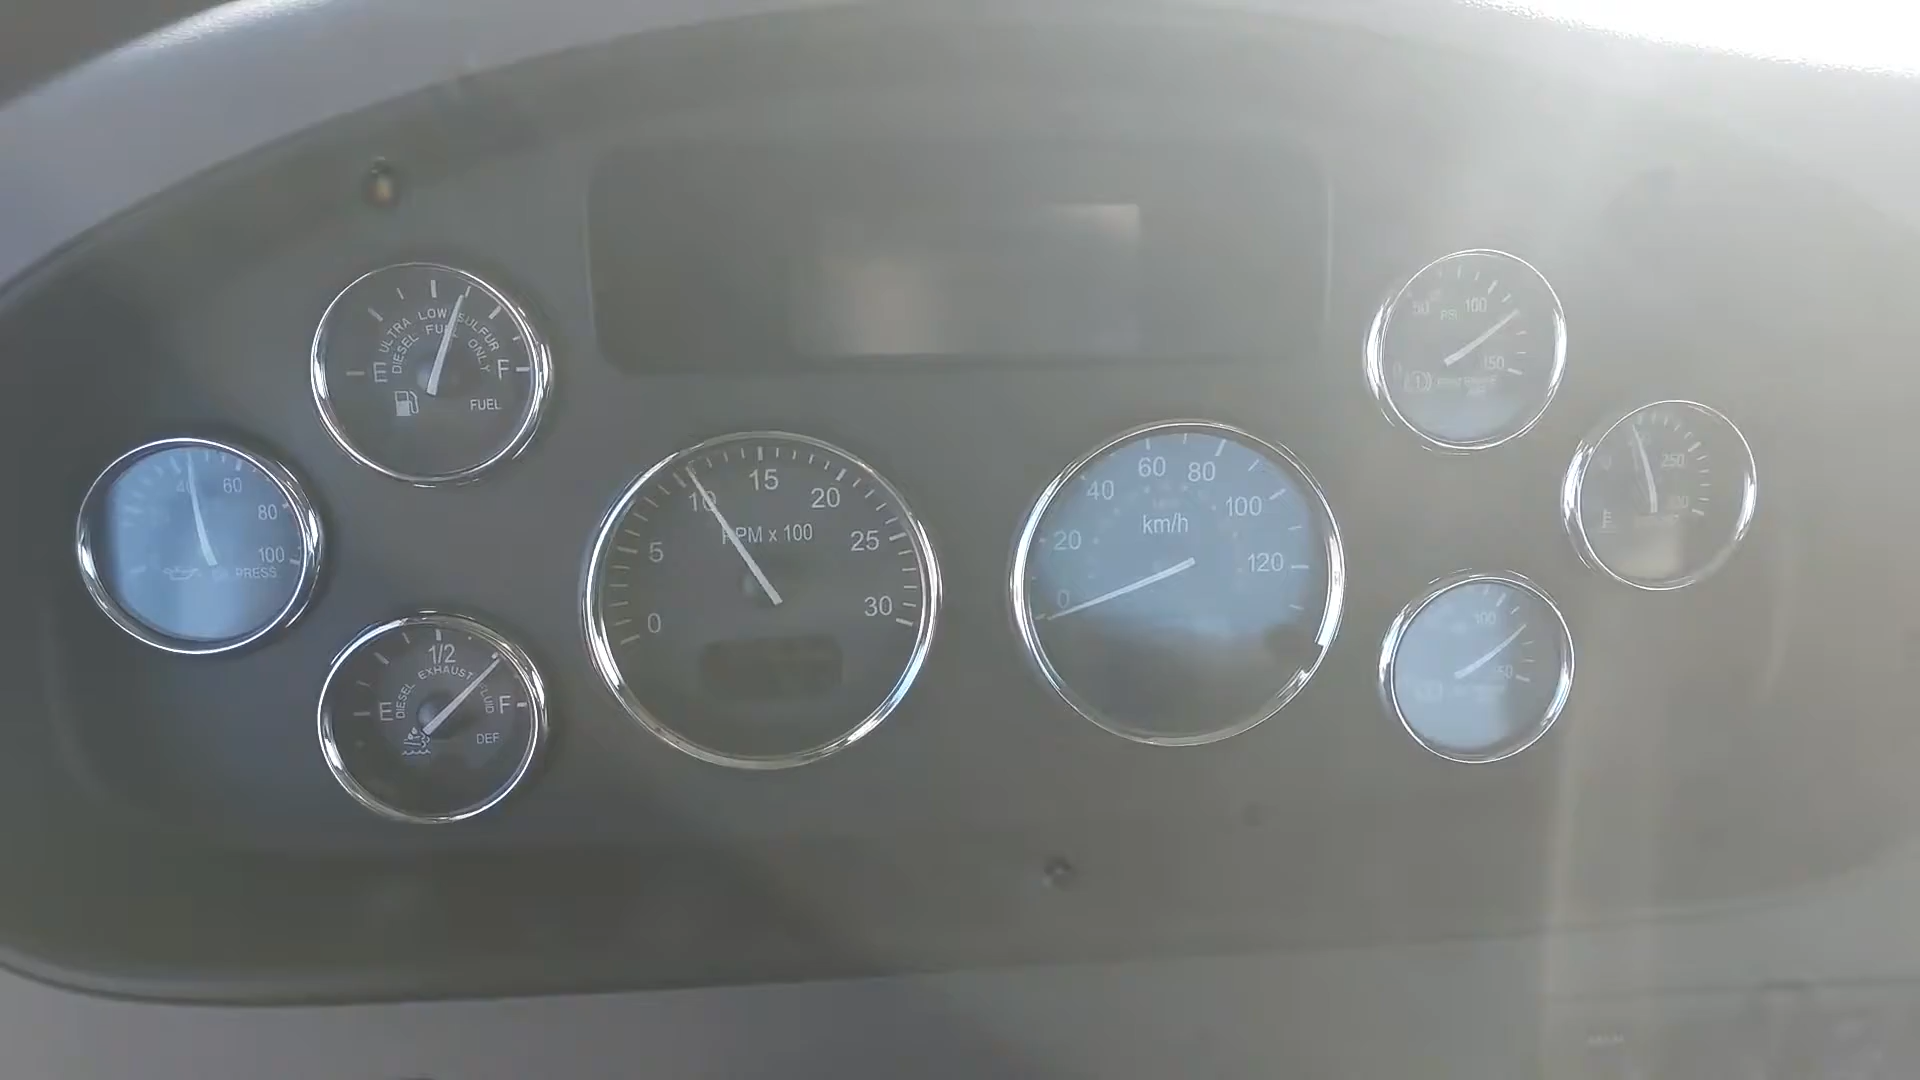 ULTRA LOW SULFUR
DIESEL FUEL ONLY
E
F
FUEL
40
60
80
100
PRESS
1/2
DIESEL EXHAUST FLUID
E
F
DEF
0
5
10
15
20
25
30
RPM x 100
0
20
40
60
80
100
120
km/h
50
100
150
PSI
250
100